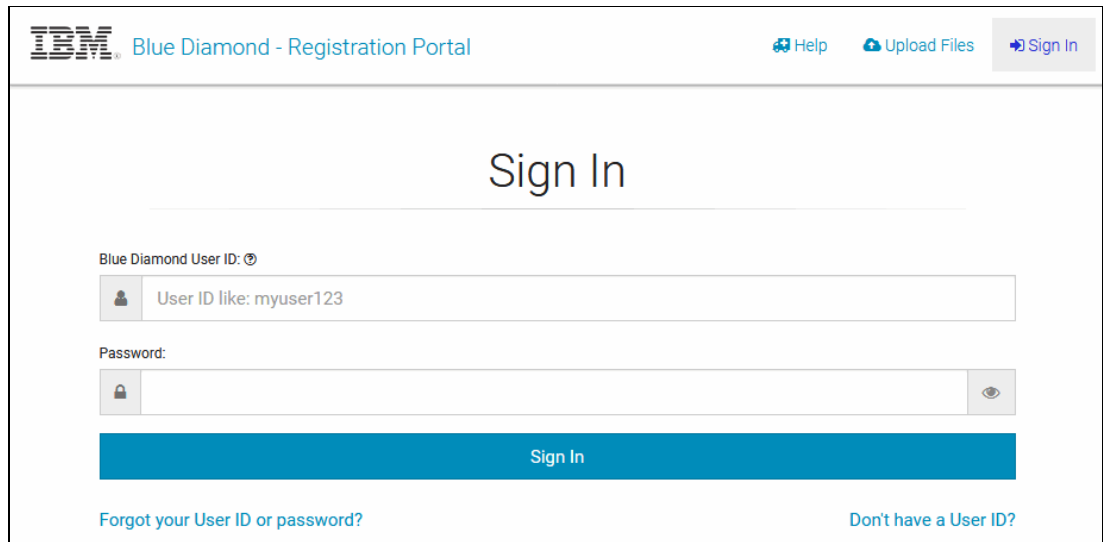 IBM® Blue Diamond - Registration Portal Help Upload Files Sign In
Sign In
Blue Diamond User ID:
User ID like: myuser123
Password:
Sign In
Forgot your User ID or password? Don't have a User ID?